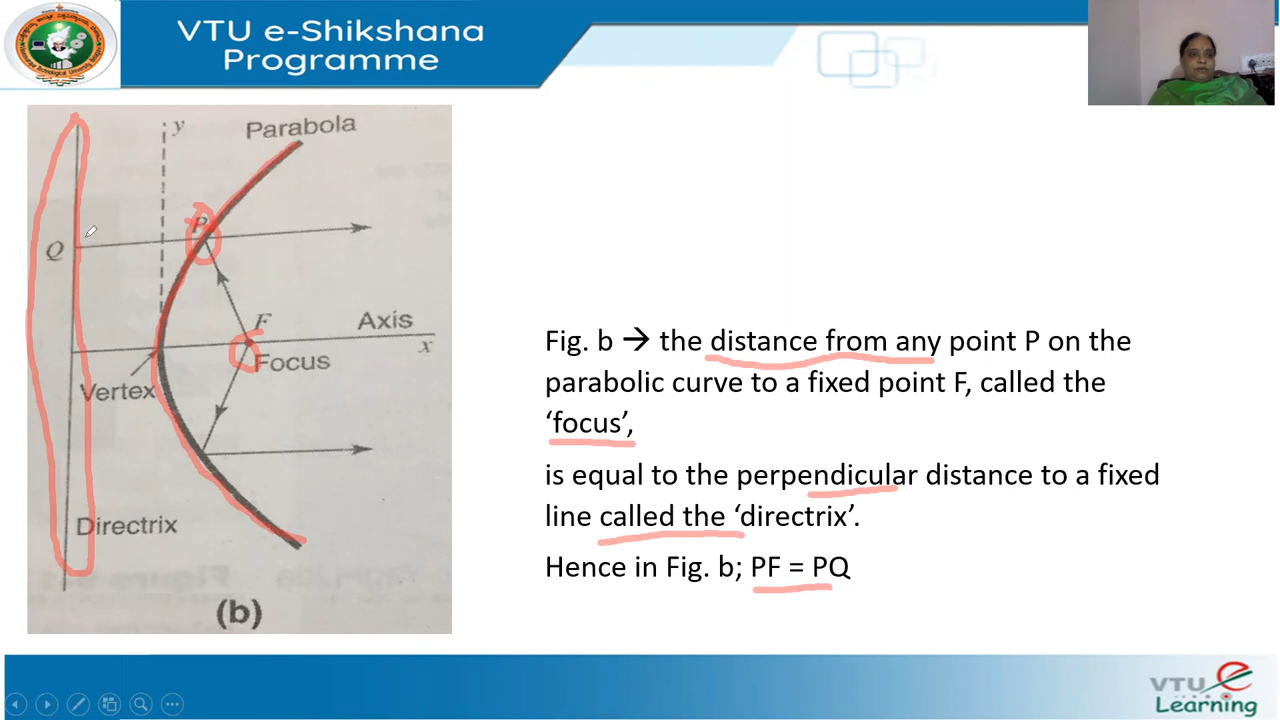 VTU e-Shikshana
Programme
y
Parabola
P
Q
F
Axis
x
Focus
Vertex
Directrix
(b)
Fig. b → the distance from any point P on the
parabolic curve to a fixed point F, called the
‘focus’,
is equal to the perpendicular distance to a fixed
line called the ‘directrix’.
Hence in Fig. b; PF = PQ
VTU e
Learning